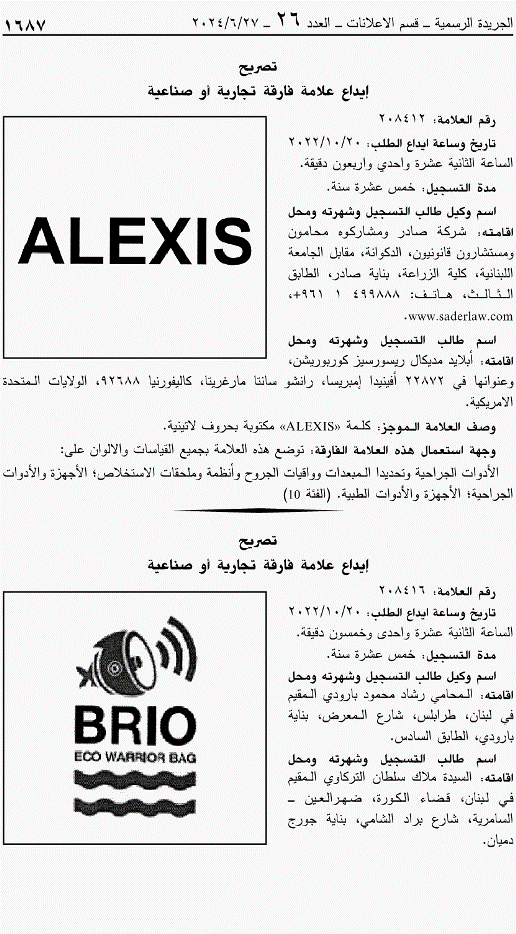 الجريدة الرسمية ــ قسم الاعلانات ــ العدد ٢٦ ــ ٢٠٢٤/٦/٢٧
١٦٨٧
تصريح
إيداع علامة فارقة تجارية أو صناعية
رقم العلامة: ٢٠٨٤١٢
تاريخ وساعة ايداع الطلب: ٢٠٢٢/١٠/٢٠
الساعة الثانية عشرة واحدي واربعون دقيقة.
مدة التسجيل: خمس عشرة سنة.
اسم وكيل طالب التسجيل وشهرته ومحل
اقامته: شركة صادر ومشاركوه محامون
ومستشارون قانونيون، الدكوانة، مقابل الجامعة
اللبنانية، كلية الزراعة، بناية صادر، الطابق
الثالث، هاتف: ٤٩٩٨٨٨ ١ ٩٦١+،
www.saderlaw.com.
ALEXIS
اسم طالب التسجيل وشهرته ومحل
اقامته: أبلايد مديكال ريسورسيز كوربوريشن،
وعنوانها في ٢٢٨٧٢ أفينيدا إمبريسا، رانشو سانتا مارغريتا، كاليفورنيا ٩٢٦٨٨، الولايات المتحدة
الامريكية.
وصف العلامة الموجز: كلمة «ALEXIS» مكتوبة بحروف لاتينية.
وجهة استعمال هذه العلامة الفارقة: توضع هذه العلامة بجميع القياسات والالوان على:
الأدوات الجراحية وتحديدا المبعدات وواقيات الجروح وأنظمة وملحقات الاستخلاص؛ الأجهزة والأدوات
الجراحية؛ الأجهزة والأدوات الطبية. (الفئة 10)
تصريح
إيداع علامة فارقة تجارية أو صناعية
رقم العلامة: ٢٠٨٤١٦
تاريخ وساعة ايداع الطلب: ٢٠٢٢/١٠/٢٠
الساعة الثانية عشرة واحدى وخمسون دقيقة.
مدة التسجيل: خمس عشرة سنة.
اسم وكيل طالب التسجيل وشهرته ومحل
اقامته: المحامي رشاد محمود بارودي المقيم
في لبنان، طرابلس، شارع المعرض، بناية
بارودي، الطابق السادس.
اسم طالب التسجيل وشهرته ومحل
اقامته: السيدة ملاك سلطان التركاوي المقيم
في لبنان، قضاء الكورة، ضهرالعين ــ
السامرية، شارع براد الشامي، بناية جورج
دميان.
BRIO
ECO WARRIOR BAG